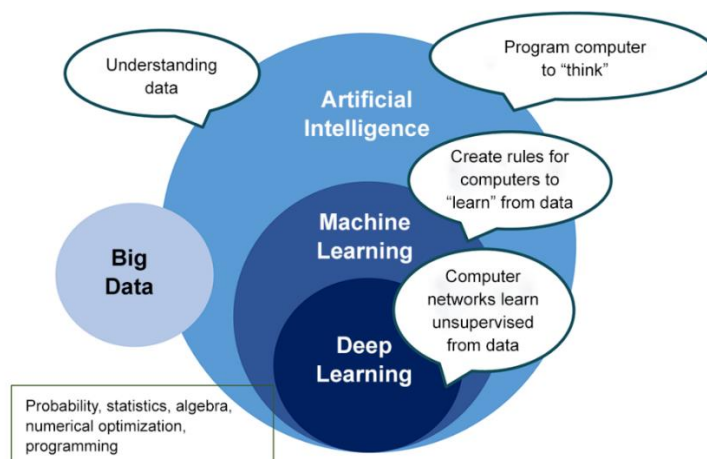 Understanding
data
Program computer
to “think”
Artificial
Intelligence
Create rules for
computers to
“learn” from data
Machine
Learning
Big
Data
Computer
networks learn
unsupervised
from data
Deep
Learning
Probability, statistics, algebra,
numerical optimization,
programming